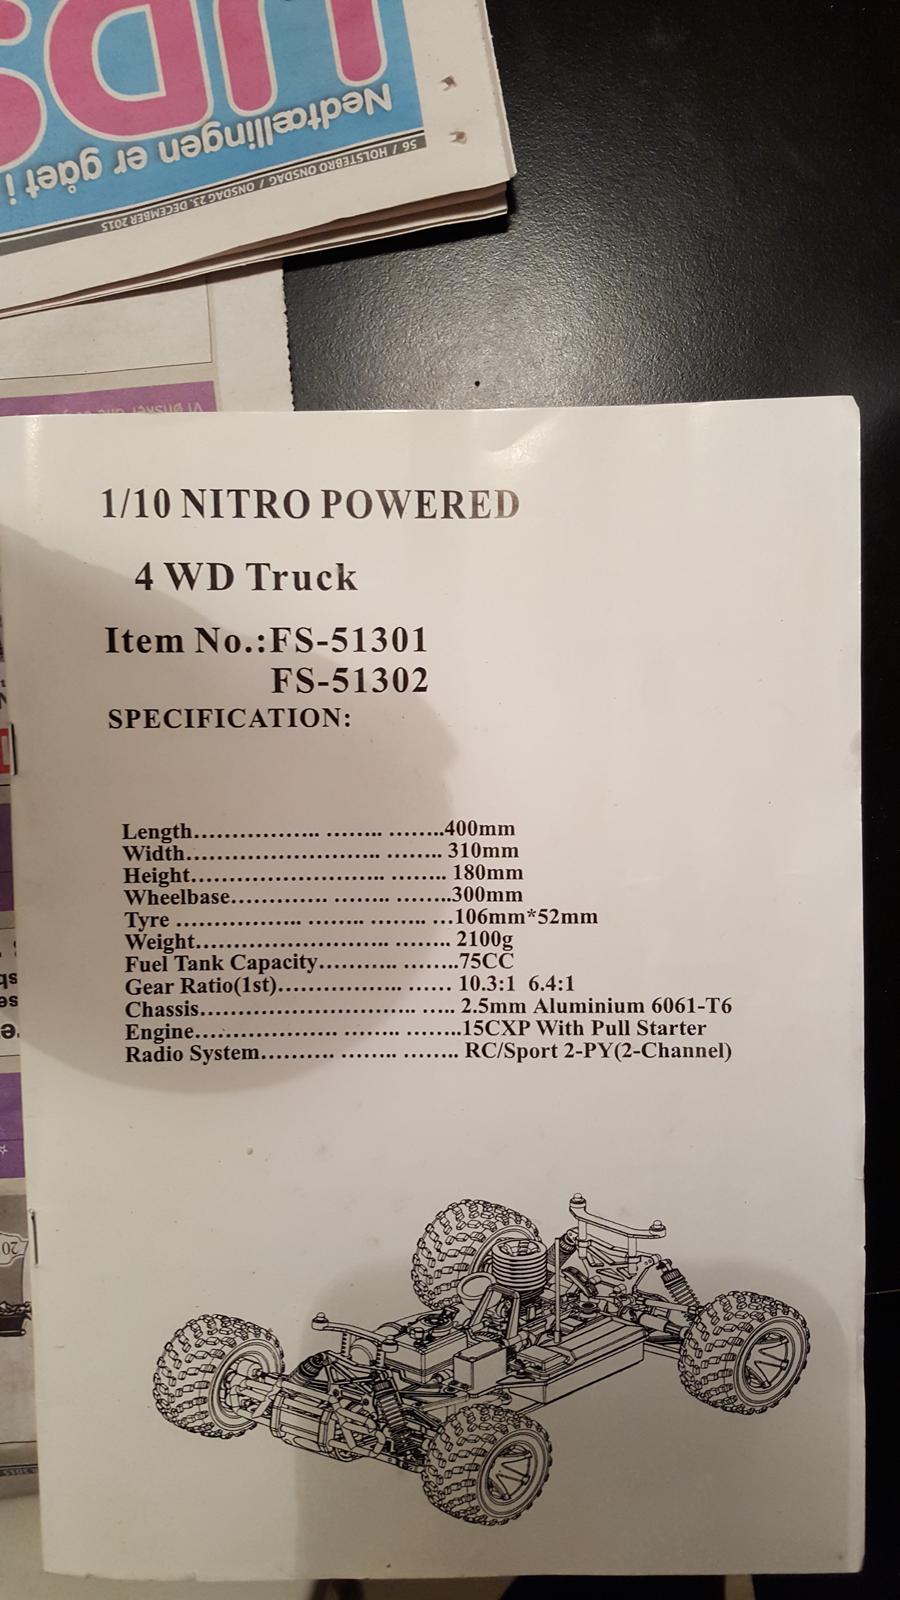 Nedtællingen er gået i
56 / HOLSTEBRO ONSDAG / ONSDAG 23. DECEMBER 2015
1/10 NITRO POWERED
4 WD Truck
Item No.:FS-51301
FS-51302
SPECIFICATION:
Length.................. ........ ........400mm
Width.......................... ........ 310mm
Height.......................... ........ 180mm
Wheelbase............. ........ ........300mm
Tyre ................. ........ ........ ...106mm*52mm
Weight.......................... ........ 2100g
Fuel Tank Capacity........... ........75CC
Gear Ratio(1st)................. ...... 10.3:1 6.4:1
Chassis............................. ..... 2.5mm Aluminium 6061-T6
Engine.................... ........ ........15CXP With Pull Starter
Radio System.......... ........ ........ RC/Sport 2-PY(2-Channel)